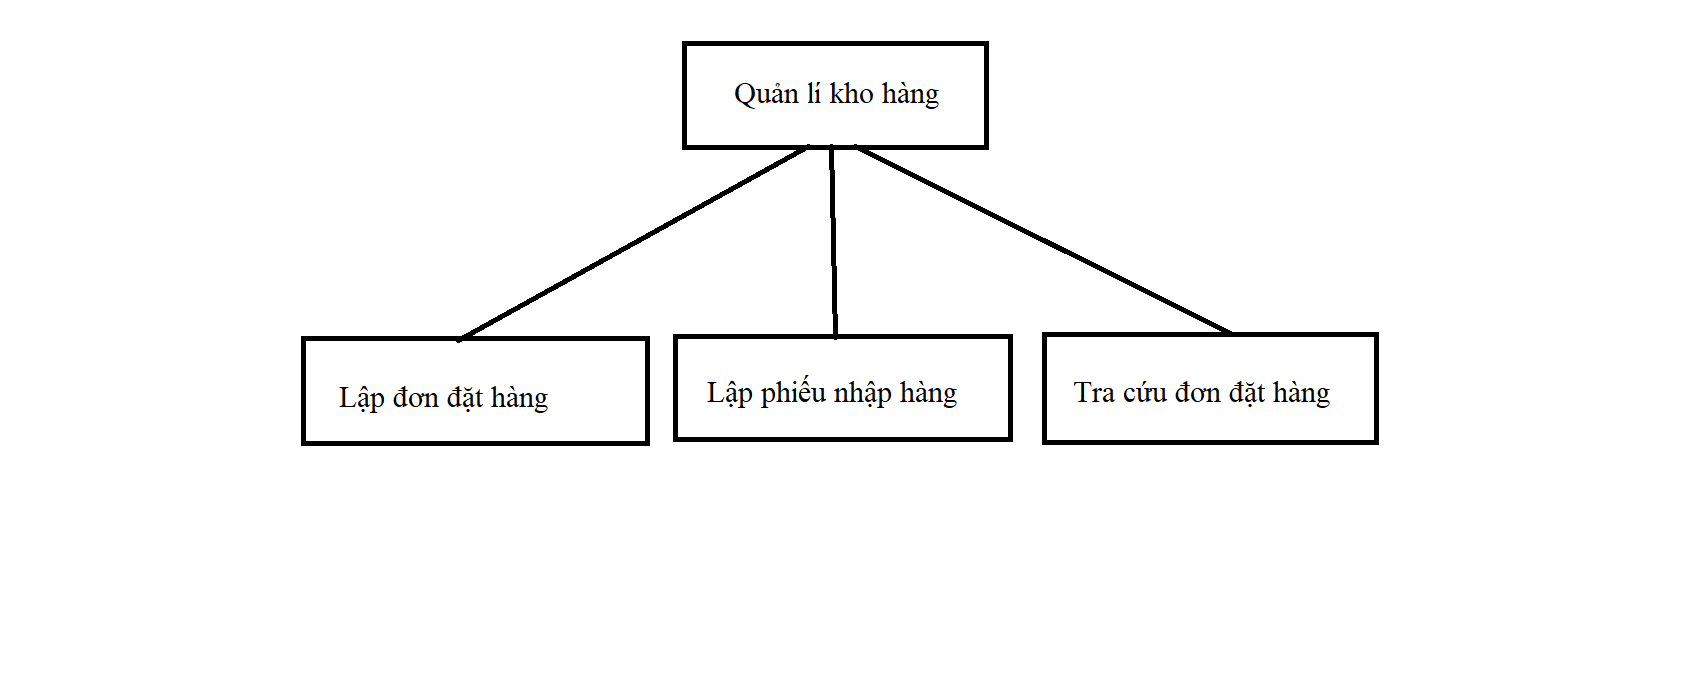 Quản lí kho hàng
Lập đơn đặt hàng
Lập phiếu nhập hàng
Tra cứu đơn đặt hàng